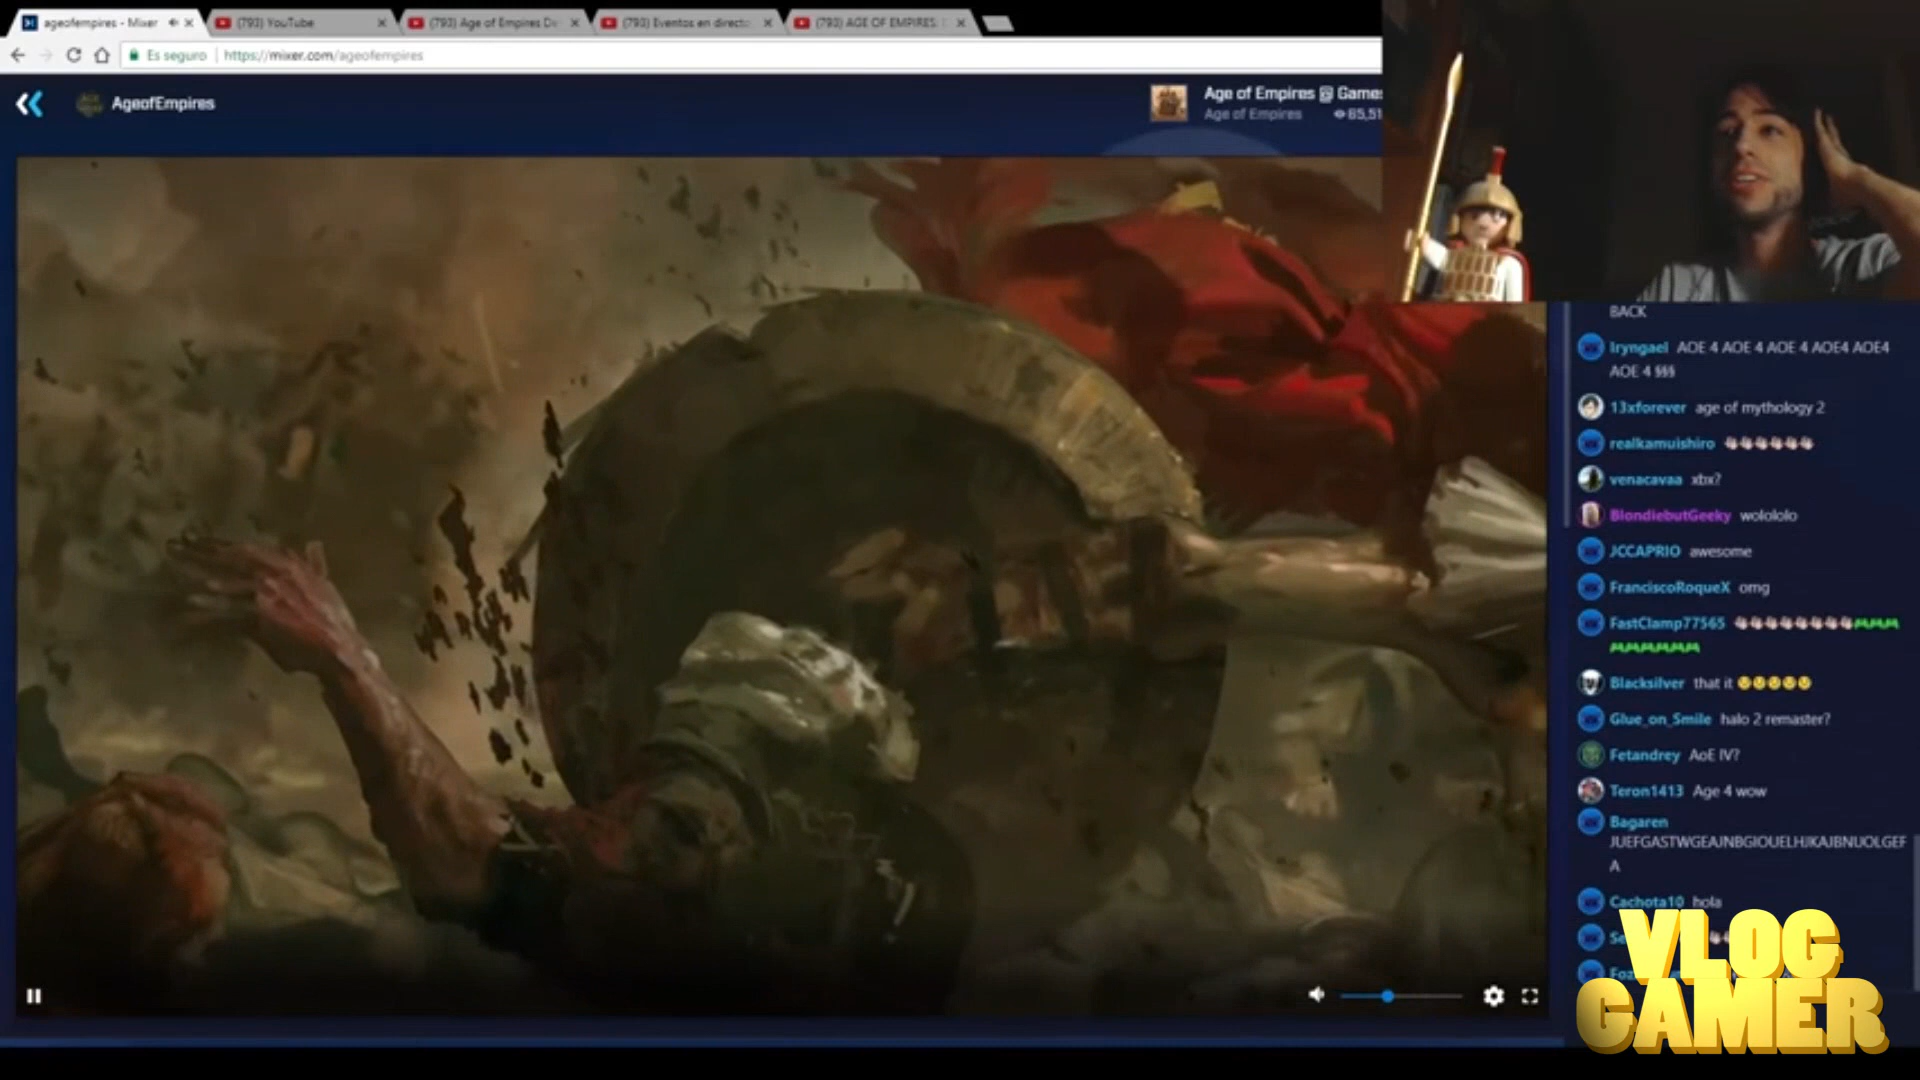 ageofempires - Mixer
(793) YouTube
(793) Age of Empires De
(793) Eventos en directo
(793) AGE OF EMPIRES:
Es seguro
https://mixer.com/ageofempires
AgeofEmpires
Age of Empires @ Games
Age of Empires
65,51
BACK
Iryngael AOE 4 AOE 4 AOE 4 AOE4 AOE4
AOE 4 §§§
13xforever age of mythology 2
realkamuishiro
venacavaa xbx?
BlondiebutGeeky wolololo
JCCAPRIO awesome
FranciscoRoqueX omg
FastClamp77565
Blacksilver that it
Glue_on_Smile halo 2 remaster?
Fetandrey AoE IV?
Teron1413 Age 4 wow
Bagaren
JUEFGASTWGEAJNBGIOUELHJKAJBNUOLGEF
A
Cachota10 hola
VLOG
GAMER